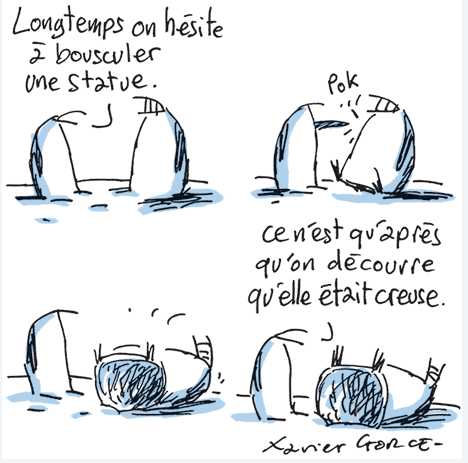 Longtemps on hésite
à bousculer
une statue.
Pok
ce n'est qu'après
qu'on découvre
qu'elle était creuse.
Xavier GORCE-